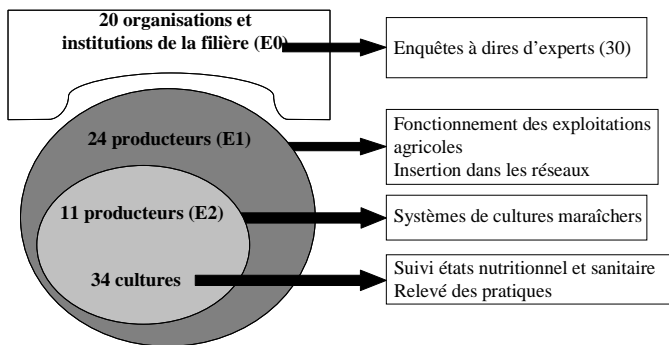 20 organisations et
institutions de la filière (E0)
Enquêtes à dires d'experts (30)
24 producteurs (E1)
Fonctionnement des exploitations
agricoles
Insertion dans les réseaux
11 producteurs (E2)
Systèmes de cultures maraîchers
34 cultures
Suivi états nutritionnel et sanitaire
Relevé des pratiques